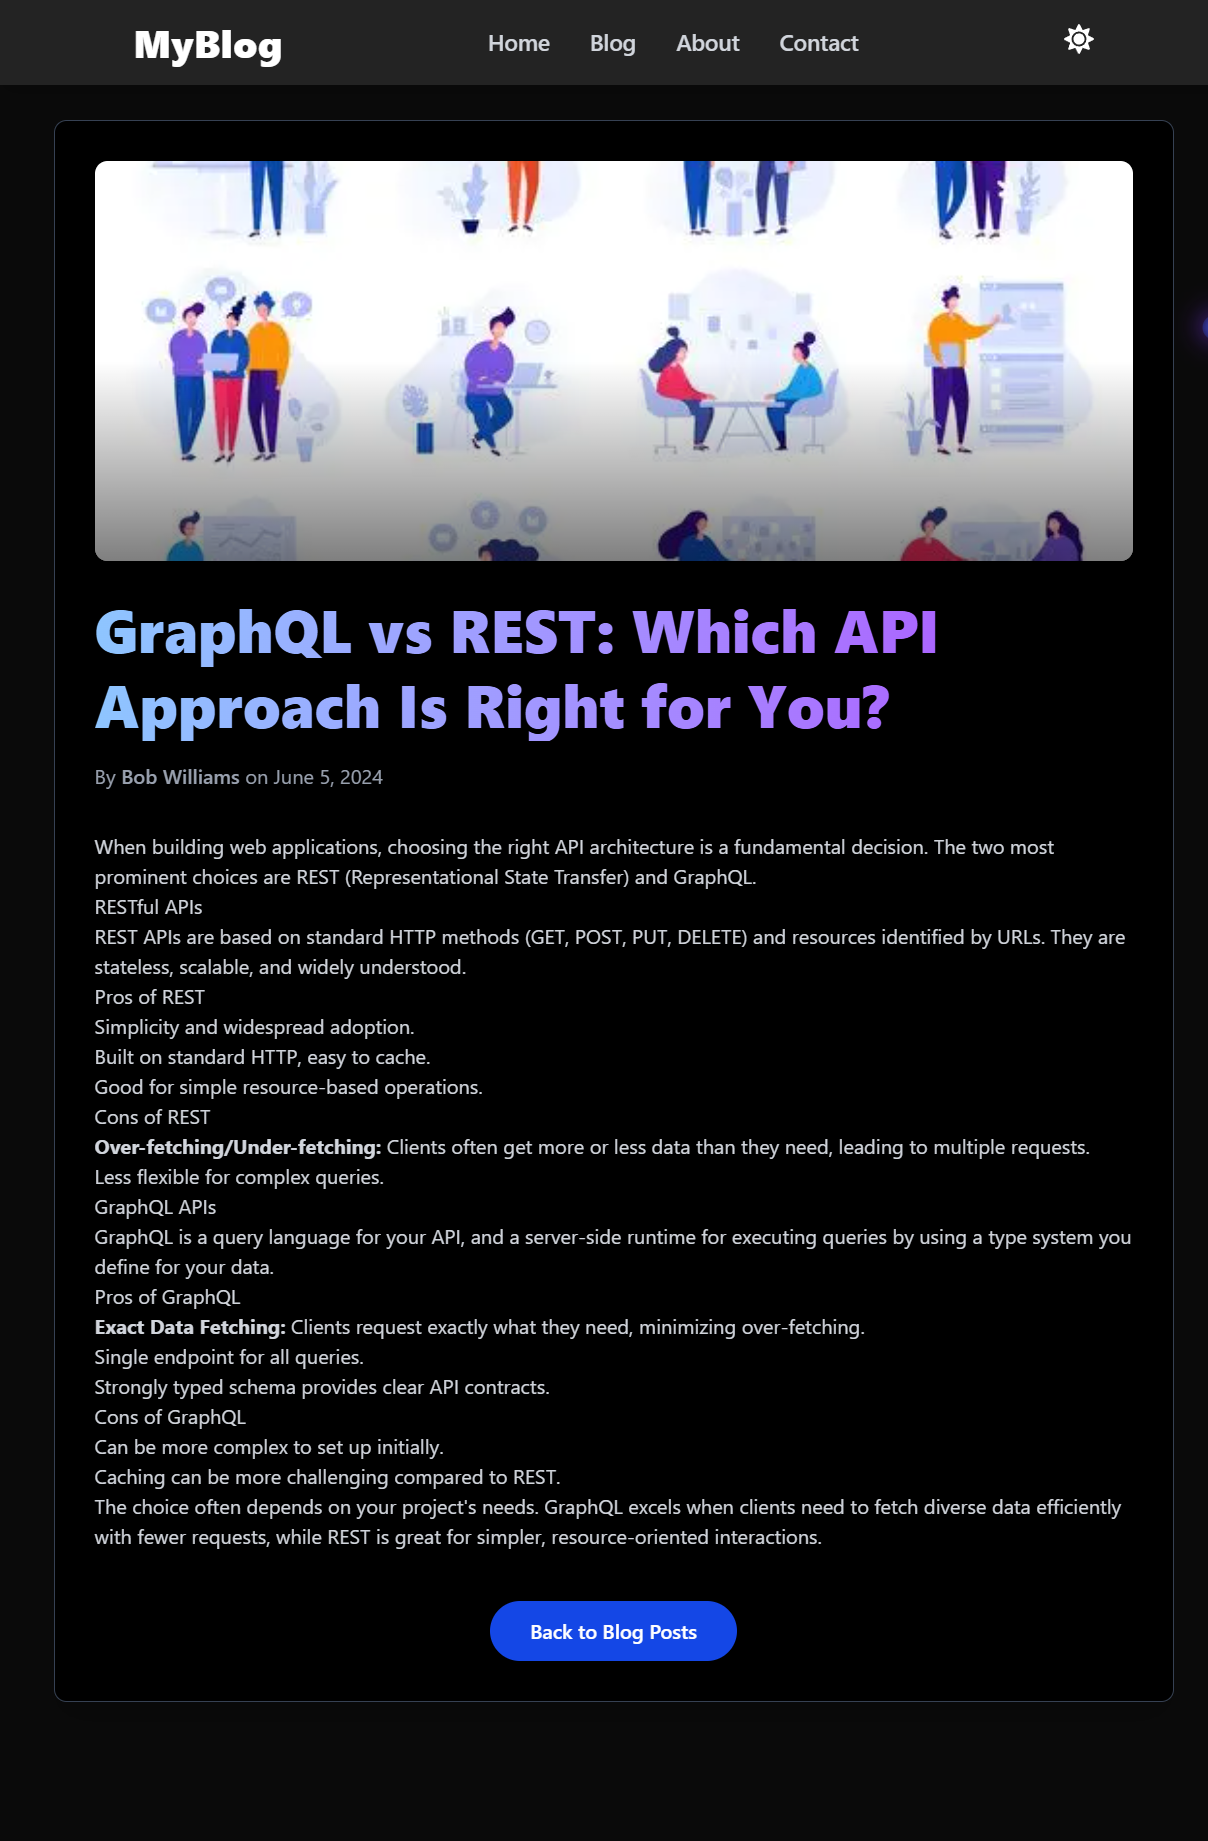 MyBlog
Home Blog About Contact
GraphQL vs REST: Which API
Approach Is Right for You?
By Bob Williams on June 5, 2024
When building web applications, choosing the right API architecture is a fundamental decision. The two most
prominent choices are REST (Representational State Transfer) and GraphQL.
RESTful APIs
REST APIs are based on standard HTTP methods (GET, POST, PUT, DELETE) and resources identified by URLs. They are
stateless, scalable, and widely understood.
Pros of REST
Simplicity and widespread adoption.
Built on standard HTTP, easy to cache.
Good for simple resource-based operations.
Cons of REST
Over-fetching/Under-fetching: Clients often get more or less data than they need, leading to multiple requests.
Less flexible for complex queries.
GraphQL APIs
GraphQL is a query language for your API, and a server-side runtime for executing queries by using a type system you
define for your data.
Pros of GraphQL
Exact Data Fetching: Clients request exactly what they need, minimizing over-fetching.
Single endpoint for all queries.
Strongly typed schema provides clear API contracts.
Cons of GraphQL
Can be more complex to set up initially.
Caching can be more challenging compared to REST.
The choice often depends on your project's needs. GraphQL excels when clients need to fetch diverse data efficiently
with fewer requests, while REST is great for simpler, resource-oriented interactions.
Back to Blog Posts